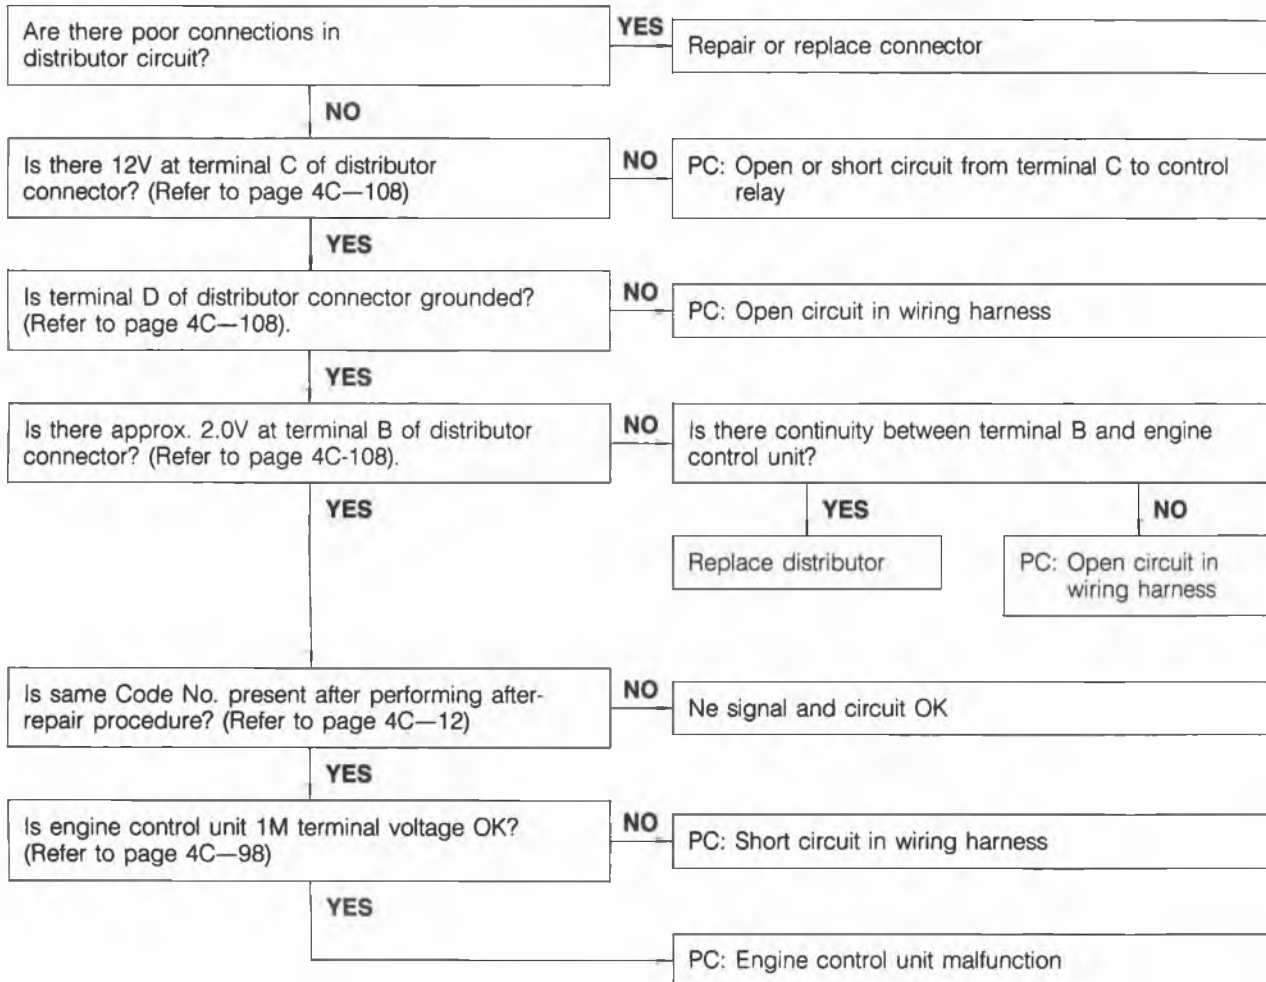 Are there poor connections in
distributor circuit?
YES
Repair or replace connector
NO
Is there 12V at terminal C of distributor
connector? (Refer to page 4C—108)
NO
PC: Open or short circuit from terminal C to control
relay
YES
Is terminal D of distributor connector grounded?
(Refer to page 4C—108).
NO
PC: Open circuit in wiring harness
YES
Is there approx. 2.0V at terminal B of distributor
connector? (Refer to page 4C-108).
NO
Is there continuity between terminal B and engine
control unit?
YES
YES
NO
Replace distributor
PC: Open circuit in
wiring harness
Is same Code No. present after performing after-
repair procedure? (Refer to page 4C—12)
NO
Ne signal and circuit OK
YES
Is engine control unit 1M terminal voltage OK?
(Refer to page 4C—98)
NO
PC: Short circuit in wiring harness
YES
PC: Engine control unit malfunction